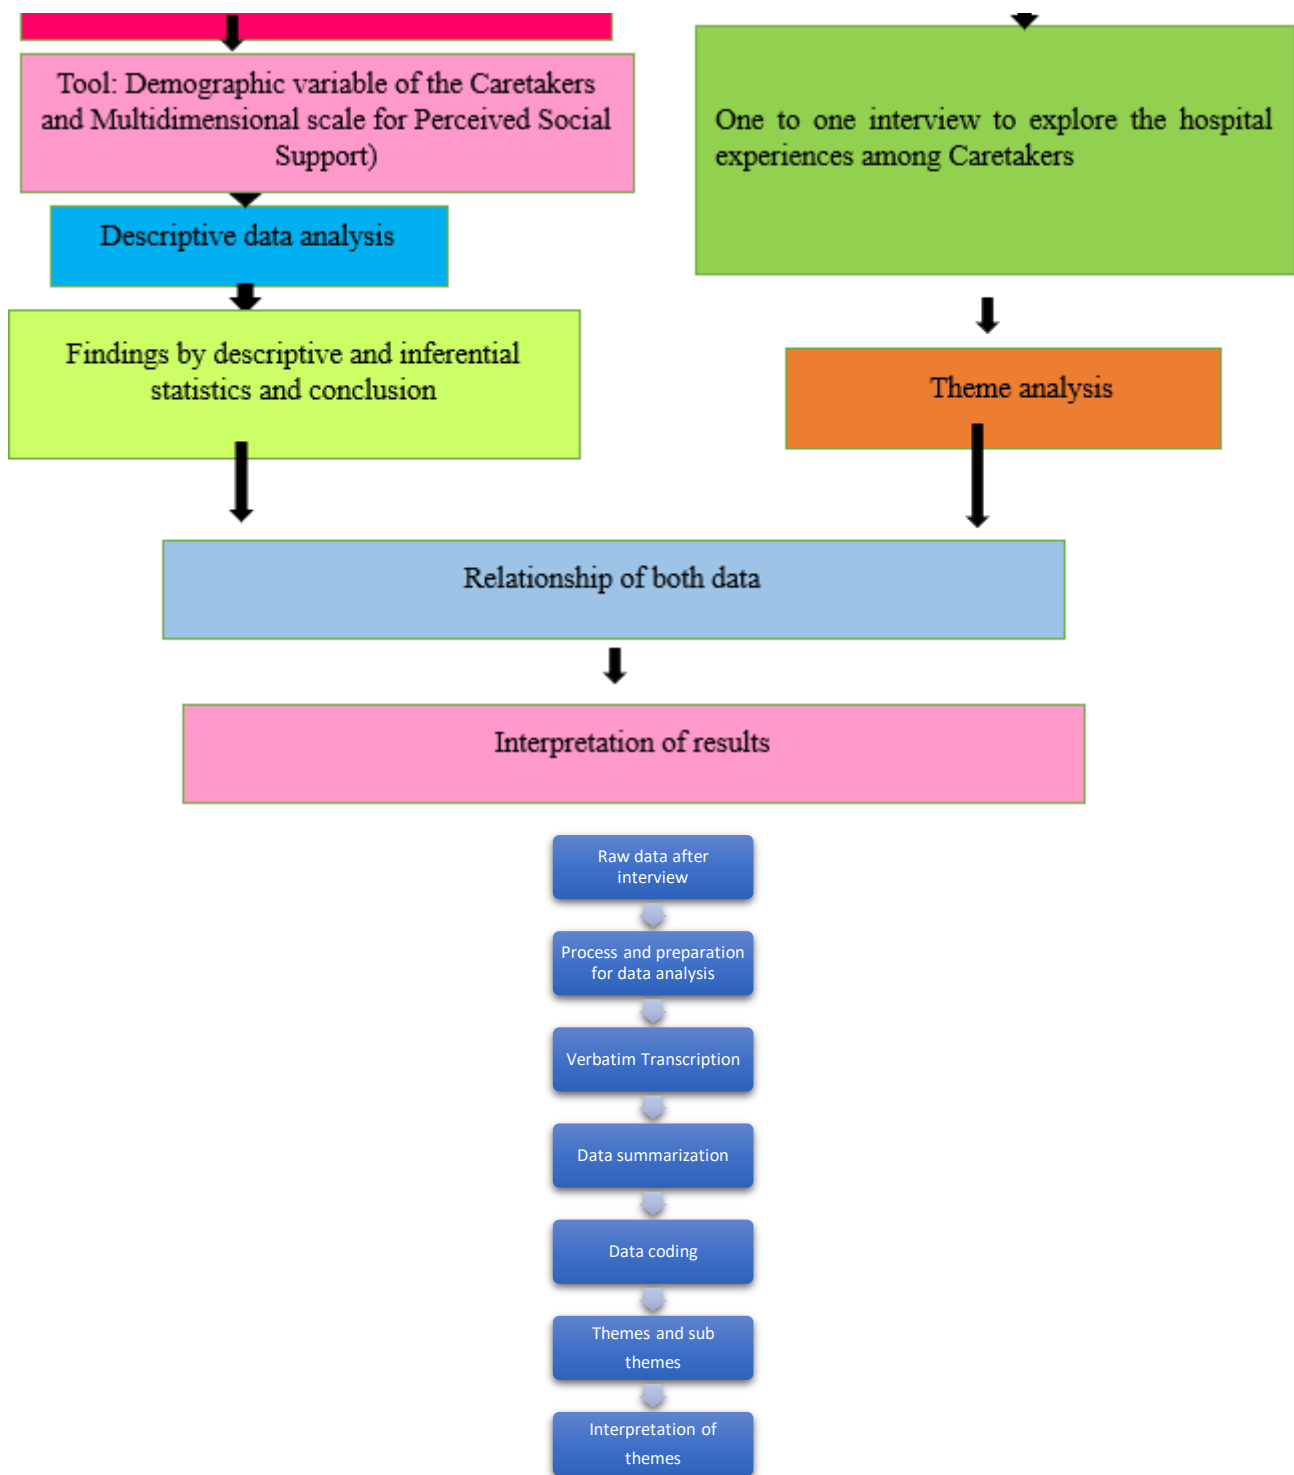 Tool: Demographic variable of the Caretakers
and Multidimensional scale for Perceived Social
Support)
One to one interview to explore the hospital
experiences among Caretakers
Descriptive data analysis
Findings by descriptive and inferential
statistics and conclusion
Theme analysis
Relationship of both data
Interpretation of results
Raw data after
interview
Process and preparation
for data analysis
Verbatim Transcription
Data summarization
Data coding
Themes and sub
themes
Interpretation of
themes